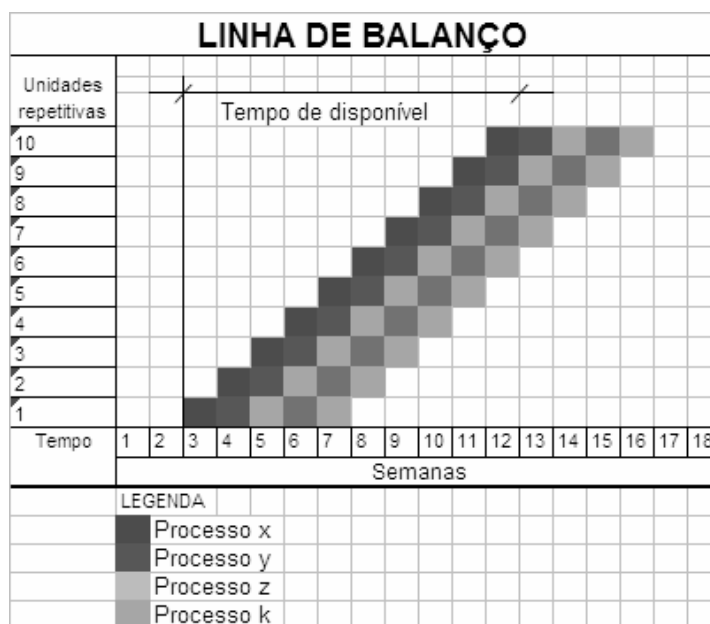 LINHA DE BALANÇO
Unidades
repetitivas
Tempo de disponível
10
9
8
7
6
5
4
3
2
1
Tempo 1 2 3 4 5 6 7 8 9 10 11 12 13 14 15 16 17 18
Semanas
LEGENDA
Processo x
Processo y
Processo z
Processo k